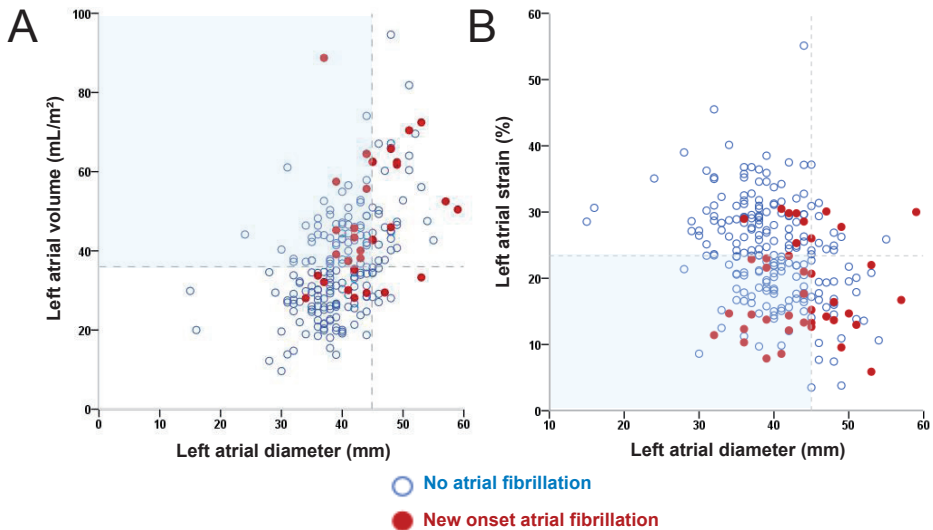 A
B
100
80
60
40
20
0
Left atrial volume (mL/m²)
0 10 20 30 40 50 60
Left atrial diameter (mm)
60
50
40
30
20
10
0
Left atrial strain (%)
10 20 30 40 50 60
Left atrial diameter (mm)
No atrial fibrillation
New onset atrial fibrillation